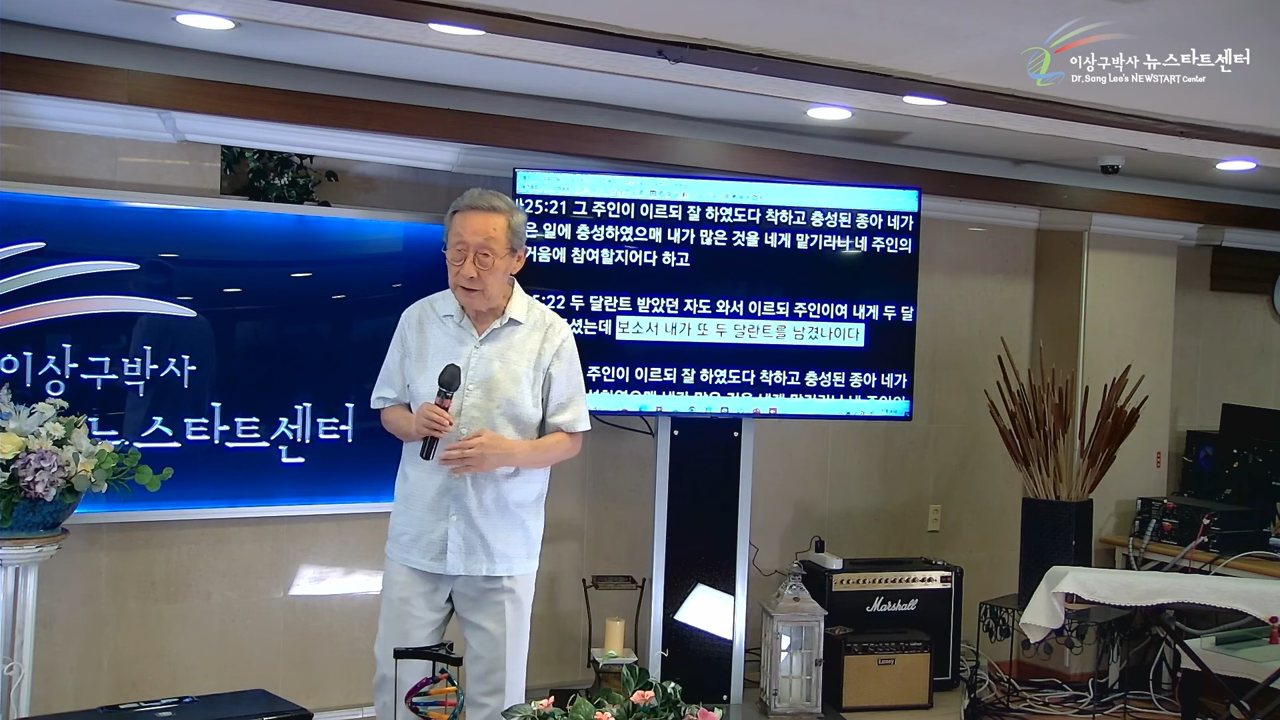 이상구박사 뉴스타트센터
Dr. Sang Lee's NEWSTART Center
25:21 그 주인이 이르되 잘 하였도다 착하고 충성된 종아 네가
은 일에 충성하였으매 내가 많은 것을 네게 맡기리니 네 주인의
거움에 참여할지어다 하고
:22 두 달란트 받았던 자도 와서 이르되 주인이여 내게 두 달
셨는데 보소서 내가 또 두 달란트를 남겼나이다
주인이 이르되 잘 하였도다 착하고 충성된 종아 네가
이상구박사
뉴스타트센터
Marshall
Laney